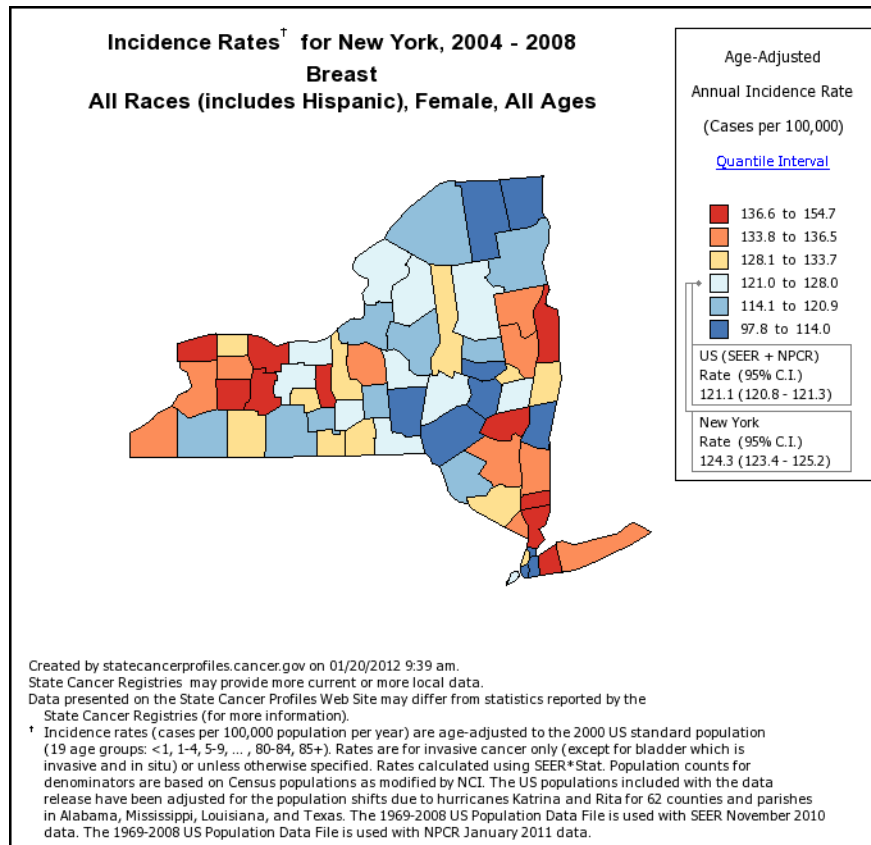 Incidence Rates† for New York, 2004 - 2008
Breast
All Races (includes Hispanic), Female, All Ages
Age-Adjusted
Annual Incidence Rate
(Cases per 100,000)
Quantile Interval
136.6 to 154.7
133.8 to 136.5
128.1 to 133.7
121.0 to 128.0
114.1 to 120.9
97.8 to 114.0
US (SEER + NPCR)
Rate (95% C.I.)
121.1 (120.8 - 121.3)
New York
Rate (95% C.I.)
124.3 (123.4 - 125.2)
Created by statecancerprofiles.cancer.gov on 01/20/2012 9:39 am.
State Cancer Registries may provide more current or more local data.
Data presented on the State Cancer Profiles Web Site may differ from statistics reported by the
State Cancer Registries (for more information).
† Incidence rates (cases per 100,000 population per year) are age-adjusted to the 2000 US standard population
(19 age groups: <1, 1-4, 5-9, ... , 80-84, 85+). Rates are for invasive cancer only (except for bladder which is
invasive and in situ) or unless otherwise specified. Rates calculated using SEER*Stat. Population counts for
denominators are based on Census populations as modified by NCI. The US populations included with the data
release have been adjusted for the population shifts due to hurricanes Katrina and Rita for 62 counties and parishes
in Alabama, Mississippi, Louisiana, and Texas. The 1969-2008 US Population Data File is used with SEER November 2010
data. The 1969-2008 US Population Data File is used with NPCR January 2011 data.